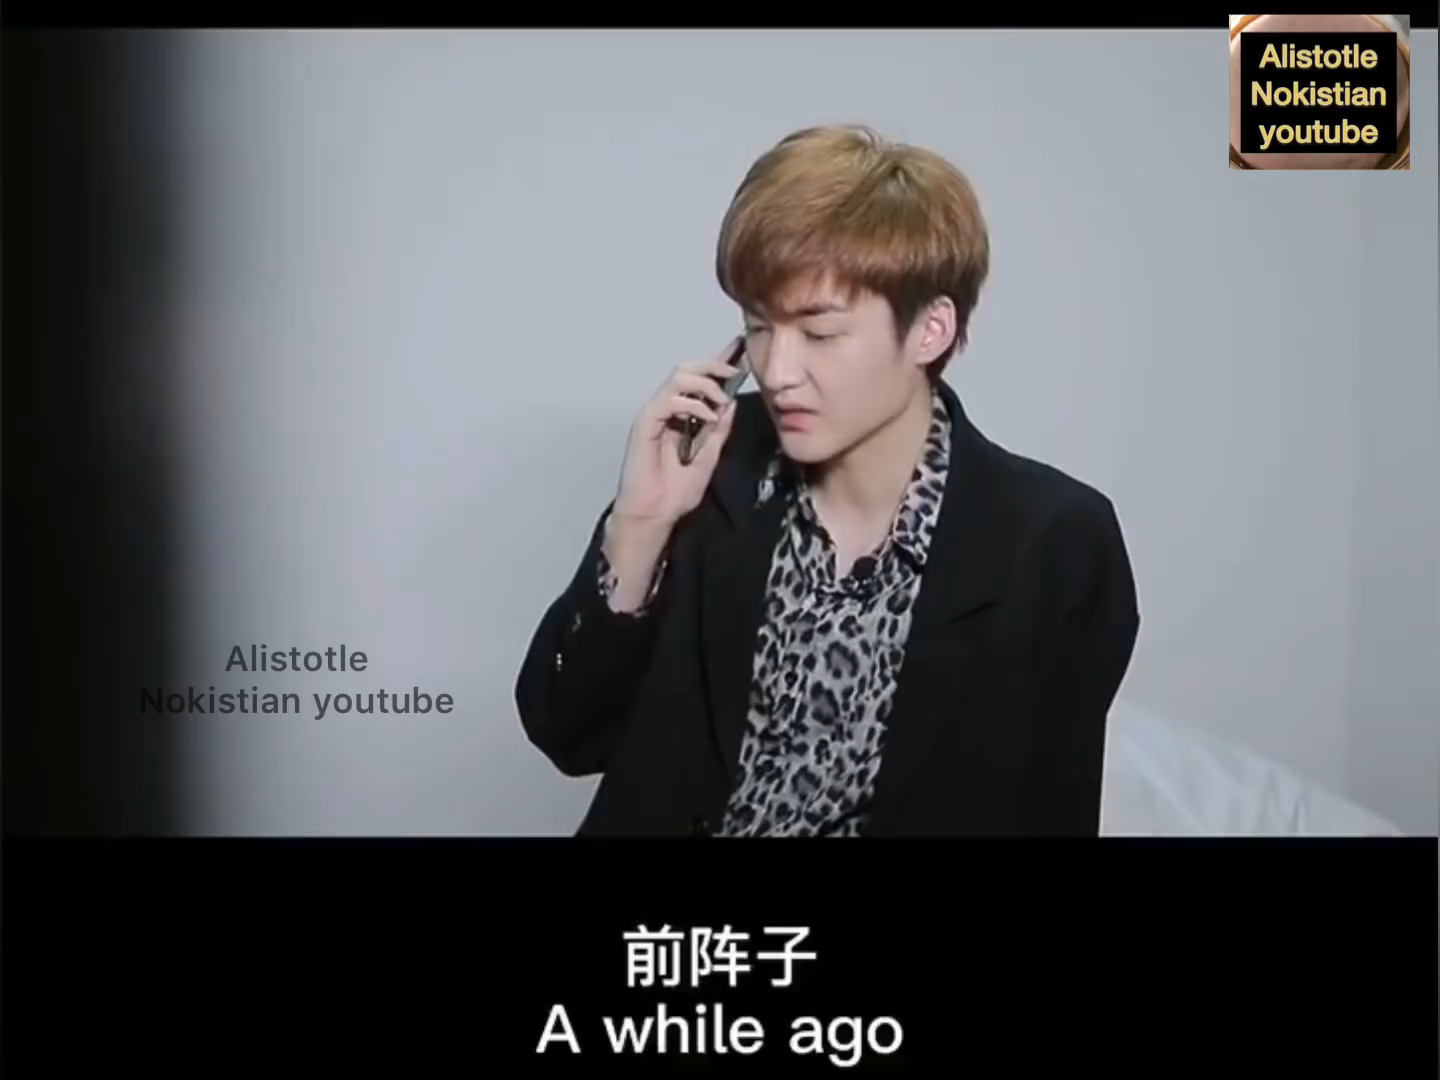 Alistotle
Nokistian
youtube
Alistotle
Nokistian youtube
前阵子
A while ago